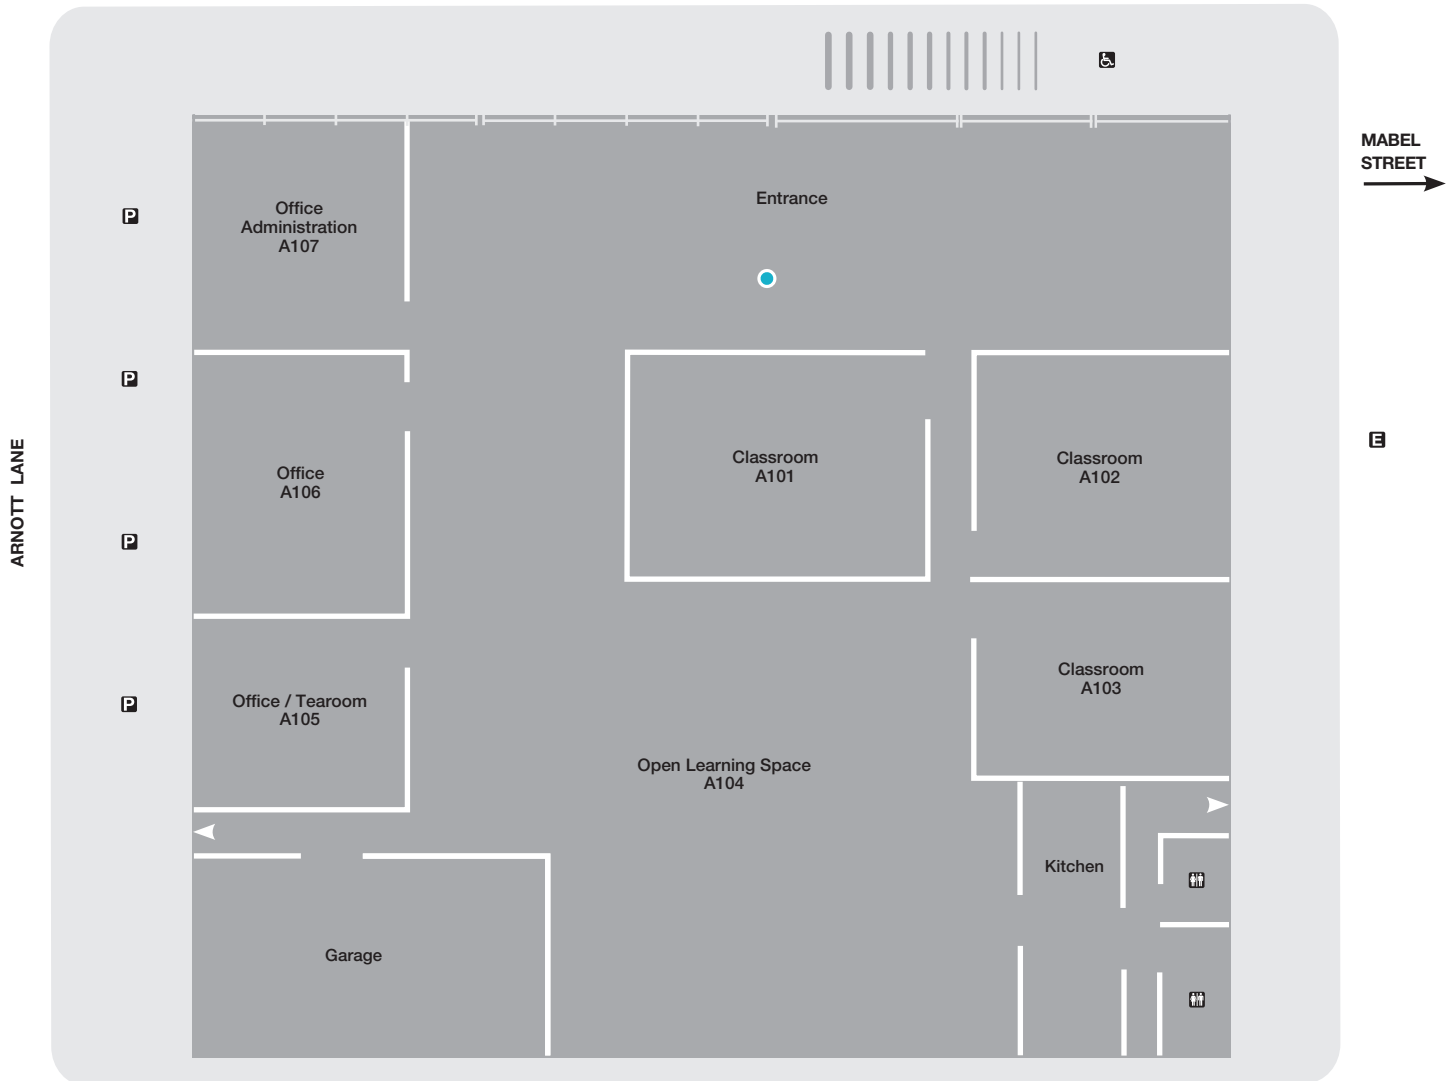 MABEL
STREET
Entrance
P
Office
Administration
A107
P
ARNOTT LANE
E
Classroom
A101
Classroom
A102
Office
A106
P
Classroom
A103
P
Office / Tearoom
A105
Open Learning Space
A104
Kitchen
Garage